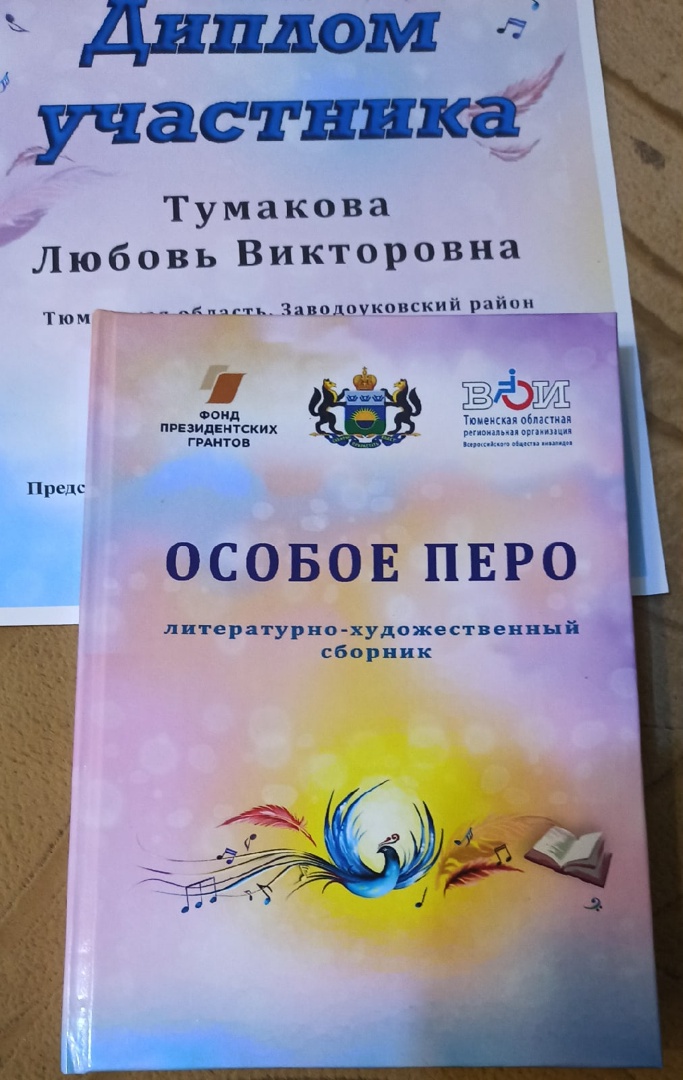 Диплом
участника
Тумакова
Любовь Викторовна
область, Заводоуковский район
ФОНД
ПРЕЗИДЕНТСКИХ
ГРАНТОВ
ВОИ
Тюменская областная
региональная организация
Всероссийского общества инвалидов
ОСОБОЕ ПЕРО
литературно-художественный
сборник